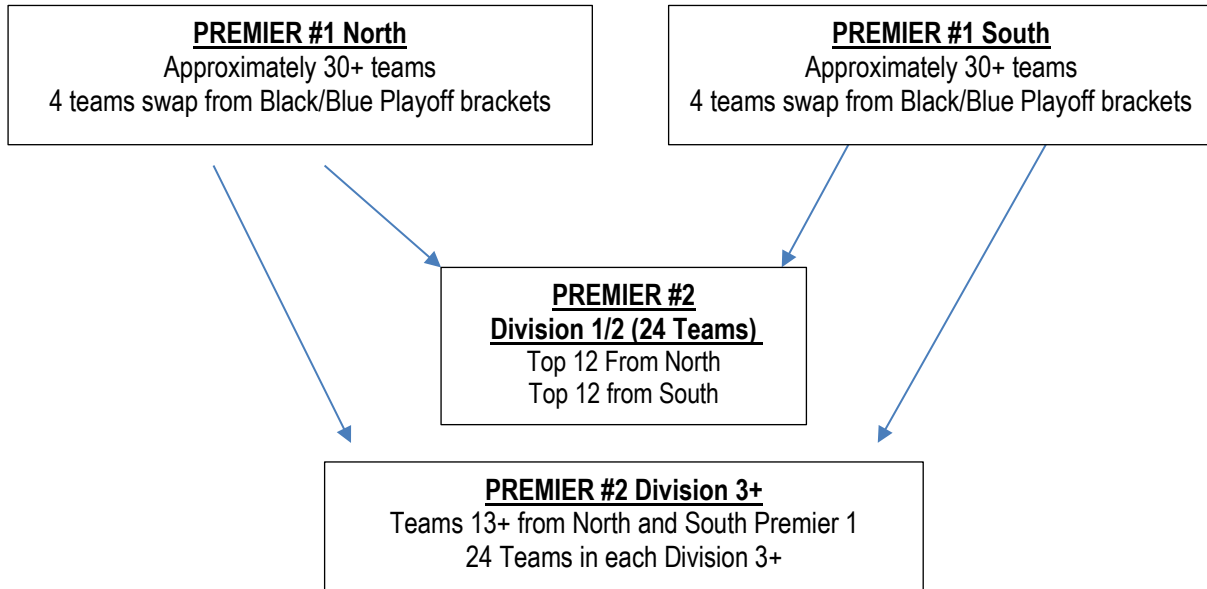 PREMIER #1 North
Approximately 30+ teams
4 teams swap from Black/Blue Playoff brackets
PREMIER #1 South
Approximately 30+ teams
4 teams swap from Black/Blue Playoff brackets
PREMIER #2
Division 1/2 (24 Teams)
Top 12 From North
Top 12 from South
PREMIER #2 Division 3+
Teams 13+ from North and South Premier 1
24 Teams in each Division 3+